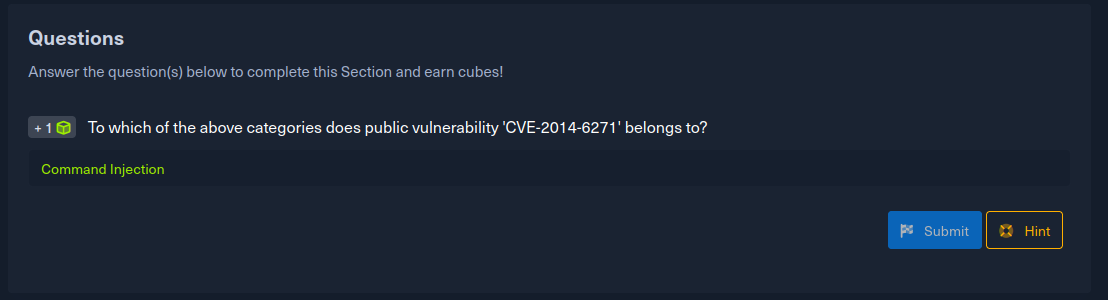 Questions
Answer the question(s) below to complete this Section and earn cubes!
+ 1 To which of the above categories does public vulnerability 'CVE-2014-6271' belongs to?
Command Injection
Submit Hint